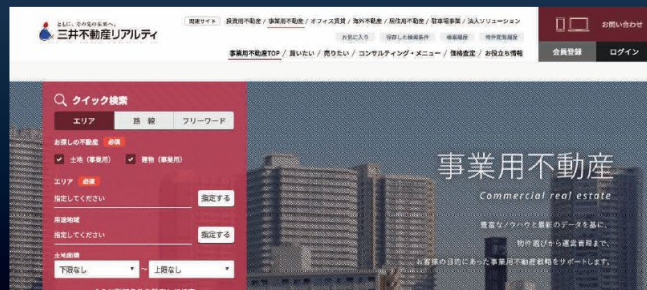 ともに、その先の未来へ。
三井不動産リアルティ
関連サイト 投資用不動産 / 事業用不動産 / オフィス賃貸 / 海外不動産 / 居住用不動産 / 駐車場事業 / 法人ソリューション
お気に入り 保存した検索条件 検索履歴 物件閲覧履歴
事業用不動産TOP / 買いたい / 売りたい / コンサルティング・メニュー / 価格査定 / お役立ち情報
お問い合わせ
会員登録 ログイン
クイック検索
エリア 路線 フリーワード
お探しの不動産 必須
土地（事業用） 建物（事業用）
エリア 必須
指定してください 指定する
用途地域
指定してください 指定する
土地面積
下限なし ～ 上限なし
事業用不動産
Commercial real estate
豊富なノウハウと最新のデータを基に、
物件選びから運営管理まで、
お客様の目的にあった事業用不動産戦略をサポートします。